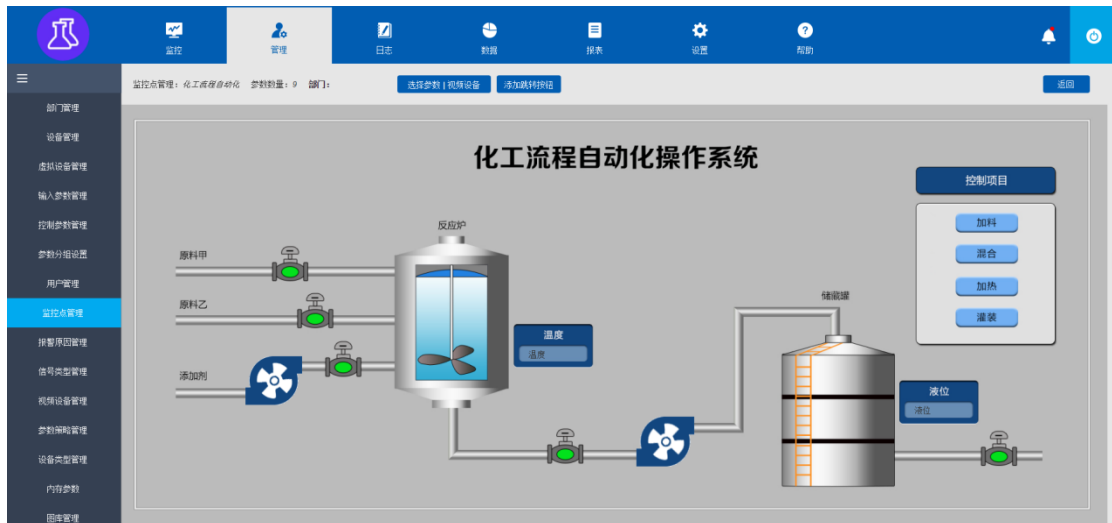 监控
管理
日志
数据
报表
设置
帮助
监控点管理：化工流程自动化 参数数量：9 部门：
选择参数 | 视频设备
添加跳转按钮
返回
部门管理
设备管理
虚拟设备管理
输入参数管理
控制参数管理
参数分组设置
用户管理
监控点管理
报警原因管理
信号类型管理
视频设备管理
参数策略管理
设备类型管理
内存参数
图库管理
化工流程自动化操作系统
控制项目
加料
混合
加热
灌装
反应炉
原料甲
原料乙
添加剂
温度
温度
储液罐
液位
液位